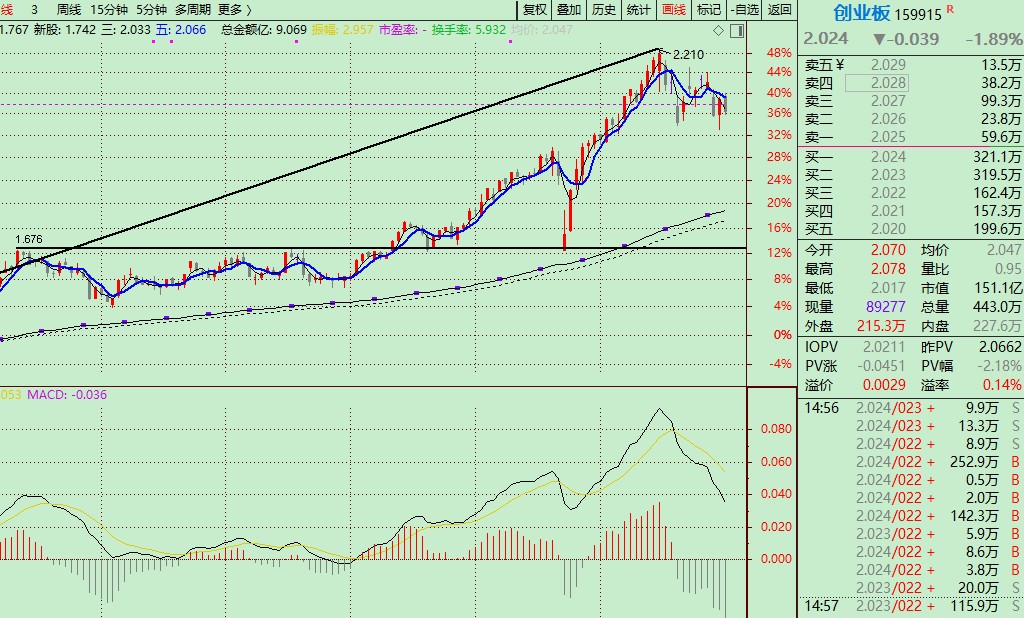 线 3 周线 15分钟 5分钟 多周期 更多 〉 复权 叠加 历史 统计 画线 标记 -自选 返回
1.767 新股: 1.742 三: 2.033 五: 2.066 总金额亿: 9.069 振幅: 2.957 市盈率: - 换手率: 5.932 均价: 2.047
2.210
1.676
48%
44%
40%
36%
32%
28%
24%
20%
16%
12%
8%
4%
0%
-4%
053 MACD: -0.036
0.080
0.060
0.040
0.020
0.000
创业板 159915 R
2.024 ▼-0.039 -1.89%
卖五 ¥ 2.029 13.5万
卖四 2.028 38.2万
卖三 2.027 99.3万
卖二 2.026 23.8万
卖一 2.025 59.6万
买一 2.024 321.1万
买二 2.023 319.5万
买三 2.022 162.4万
买四 2.021 157.3万
买五 2.020 199.6万
今开 2.070 均价 2.047
最高 2.078 量比 0.95
最低 2.017 市值 151.1亿
现量 89277 总量 443.0万
外盘 215.3万 内盘 227.6万
IOPV 2.0211 昨PV 2.0662
PV涨 -0.0451 PV幅 -2.18%
溢价 0.0029 溢率 0.14%
14:56 2.024/023 + 9.9万 S
2.024/023 + 13.3万 S
2.024/022 + 8.9万 S
2.024/022 + 252.9万 B
2.024/022 + 0.5万 B
2.024/022 + 2.0万 B
2.024/022 + 142.3万 B
2.023/022 + 5.9万 B
2.024/022 + 8.6万 B
2.024/022 + 3.8万 B
2.023/022 + 20.0万 S
14:57 2.023/022 + 115.9万 S